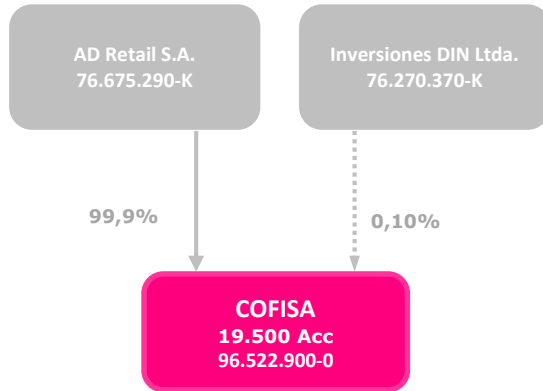 AD Retail S.A.
76.675.290-K
Inversiones DIN Ltda.
76.270.370-K
99,9%
0,10%
COFISA
19.500 Acc
96.522.900-0